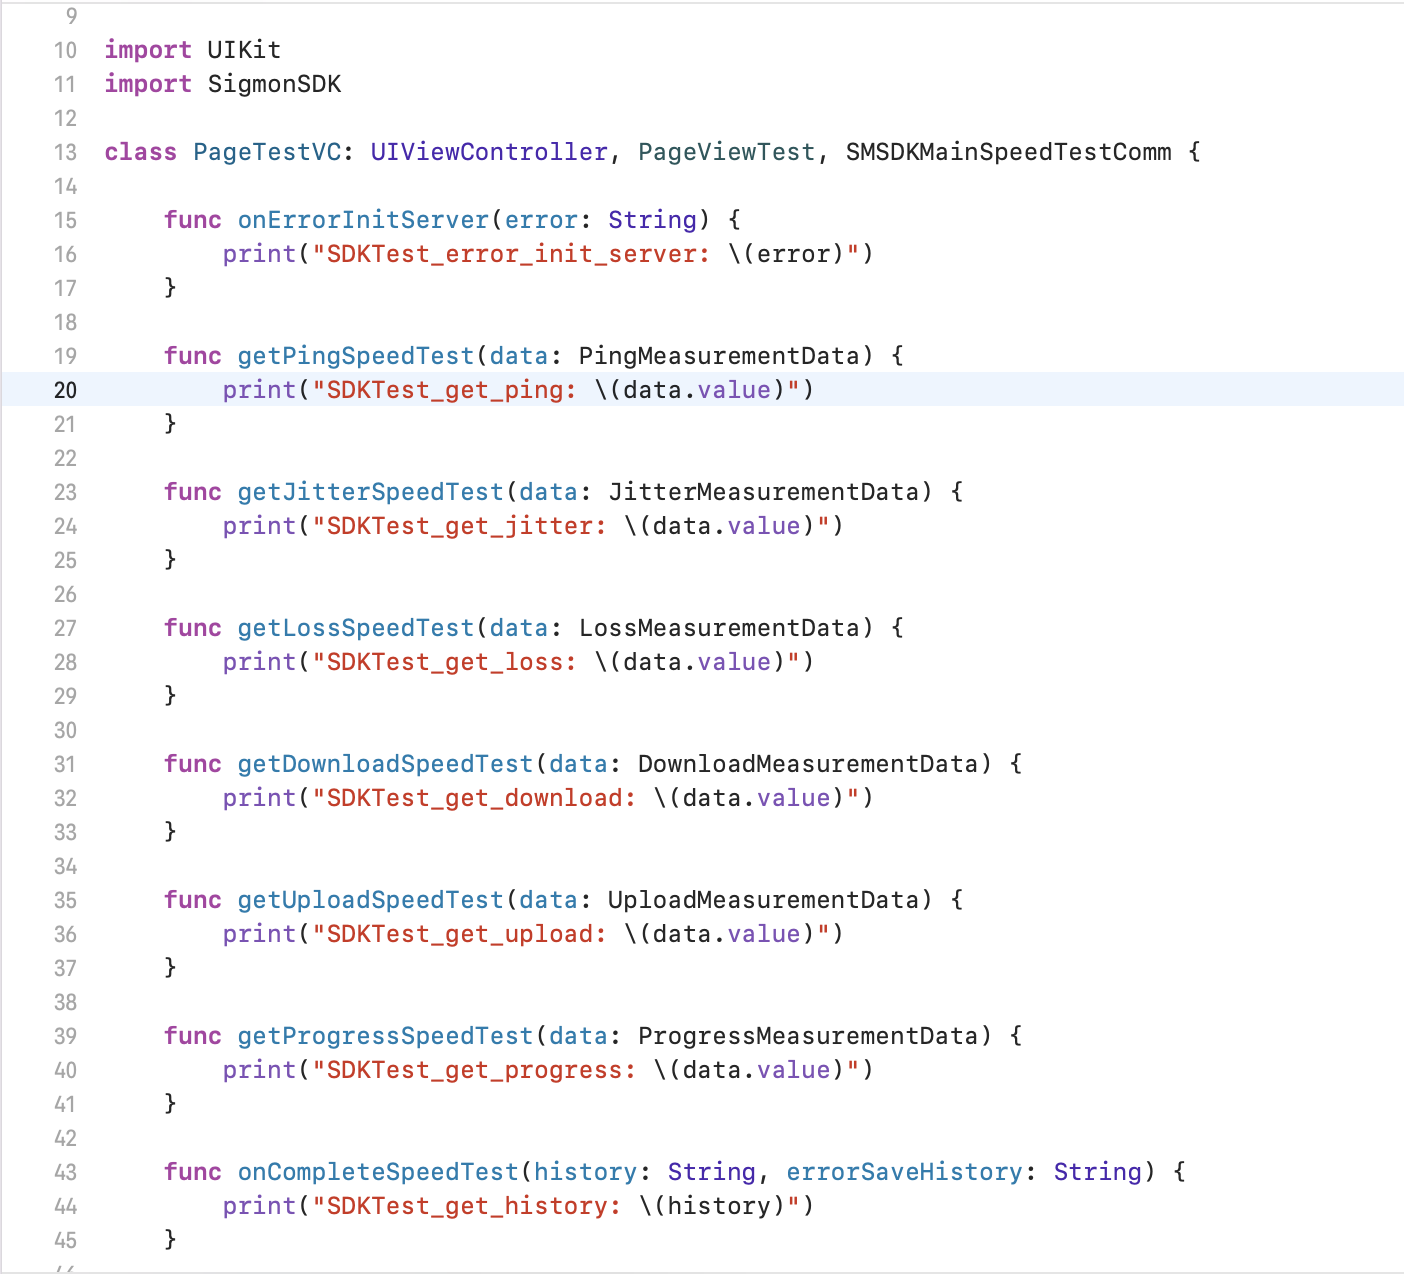 9
10 import UIKit
11 import SigmonSDK
12
13 class PageTestVC: UIViewController, PageViewTest, SMSDKMainSpeedTestComm {
14
15     func onErrorInitServer(error: String) {
16         print("SDKTest_error_init_server: \(error)")
17     }
18
19     func getPingSpeedTest(data: PingMeasurementData) {
20         print("SDKTest_get_ping: \(data.value)")
21     }
22
23     func getJitterSpeedTest(data: JitterMeasurementData) {
24         print("SDKTest_get_jitter: \(data.value)")
25     }
26
27     func getLossSpeedTest(data: LossMeasurementData) {
28         print("SDKTest_get_loss: \(data.value)")
29     }
30
31     func getDownloadSpeedTest(data: DownloadMeasurementData) {
32         print("SDKTest_get_download: \(data.value)")
33     }
34
35     func getUploadSpeedTest(data: UploadMeasurementData) {
36         print("SDKTest_get_upload: \(data.value)")
37     }
38
39     func getProgressSpeedTest(data: ProgressMeasurementData) {
40         print("SDKTest_get_progress: \(data.value)")
41     }
42
43     func onCompleteSpeedTest(history: String, errorSaveHistory: String) {
44         print("SDKTest_get_history: \(history)")
45     }